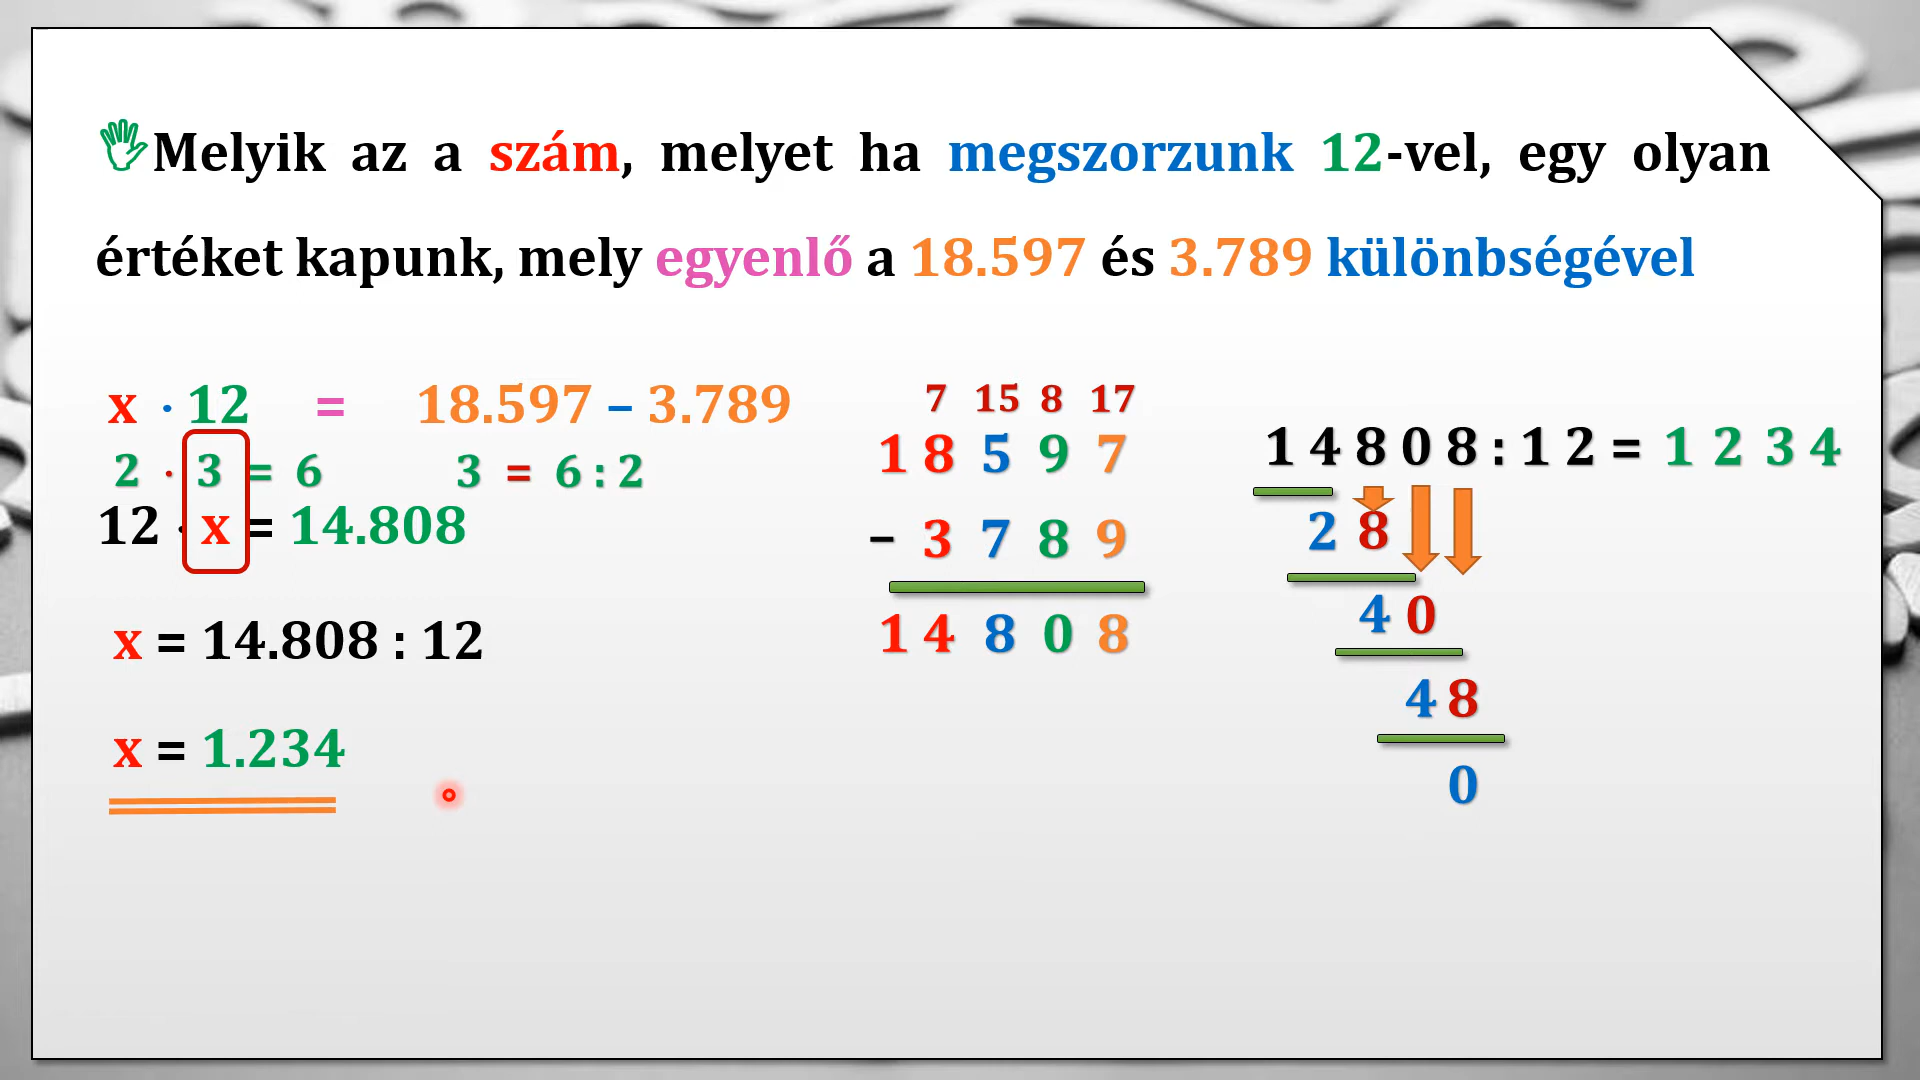 Melyik az a szám, melyet ha megszorzunk 12-vel, egy olyan
értéket kapunk, mely egyenlő a 18.597 és 3.789 különbségével
x · 12 = 18.597 – 3.789
2 · 3 = 6 3 = 6 : 2
12 · x = 14.808
x = 14.808 : 12
x = 1.234
7 15 8 17
1 8 5 9 7
– 3 7 8 9
1 4 8 0 8
1 4 8 0 8 : 1 2 = 1 2 3 4
2 8
4 0
4 8
0